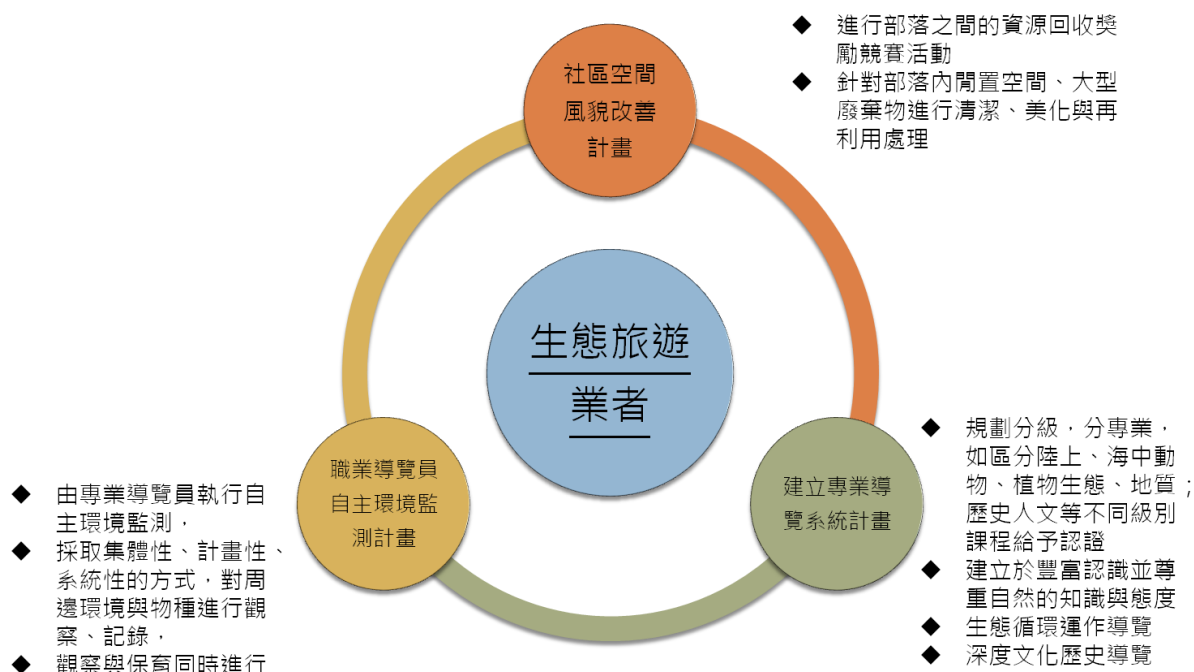 社區空間
風貌改善
計畫
◆ 進行部落之間的資源回收獎
勵競賽活動
◆ 針對部落內閒置空間、大型
廢棄物進行清潔、美化與再
利用處理
生態旅遊
業者
建立專業導
覽系統計畫
◆ 規劃分級，分專業，
如區分陸上、海中動
物、植物生態、地質；
歷史人文等不同級別
課程給予認證
◆ 建立於豐富認識並尊
重自然的知識與態度
◆ 生態循環運作導覽
◆ 深度文化歷史導覽
職業導覽員
自主環境監
測計畫
◆ 由專業導覽員執行自
主環境監測，
◆ 採取集體性、計畫性、
系統性的方式，對周
邊環境與物種進行觀
察、記錄，
◆ 觀察與保育同時進行